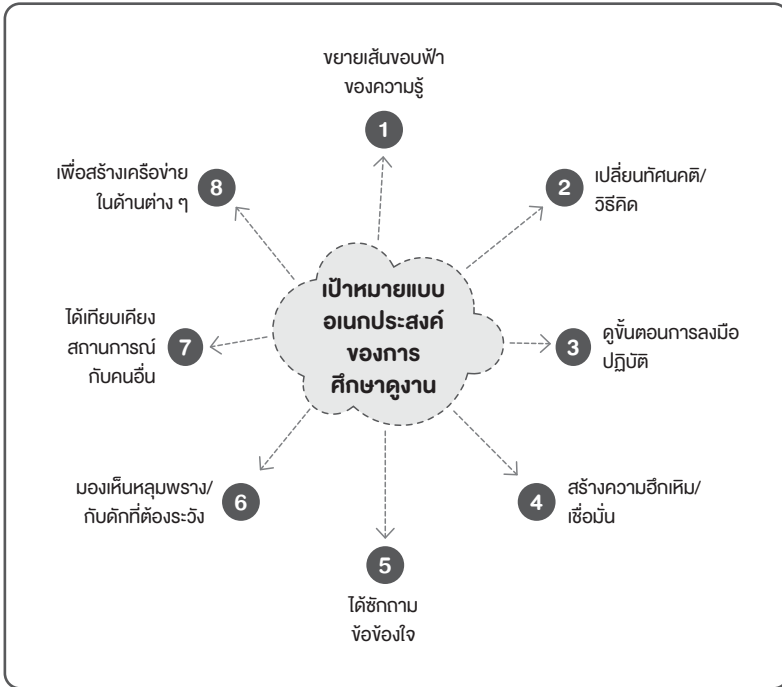 เป้าหมายแบบ
อเนกประสงค์
ของการ
ศึกษาดูงาน
ขยายเส้นขอบฟ้า
ของความรู้
1
2
เปลี่ยนทัศนคติ/
วิธีคิด
3
ดูขั้นตอนการลงมือ
ปฏิบัติ
4
สร้างความฮึกเหิม/
เชื่อมั่น
5
ได้ซักถาม
ข้อข้องใจ
มองเห็นหลุมพราง/
กับดักที่ต้องระวัง
6
ได้เทียบเคียง
สถานการณ์
กับคนอื่น
7
เพื่อสร้างเครือข่าย
ในด้านต่าง ๆ
8